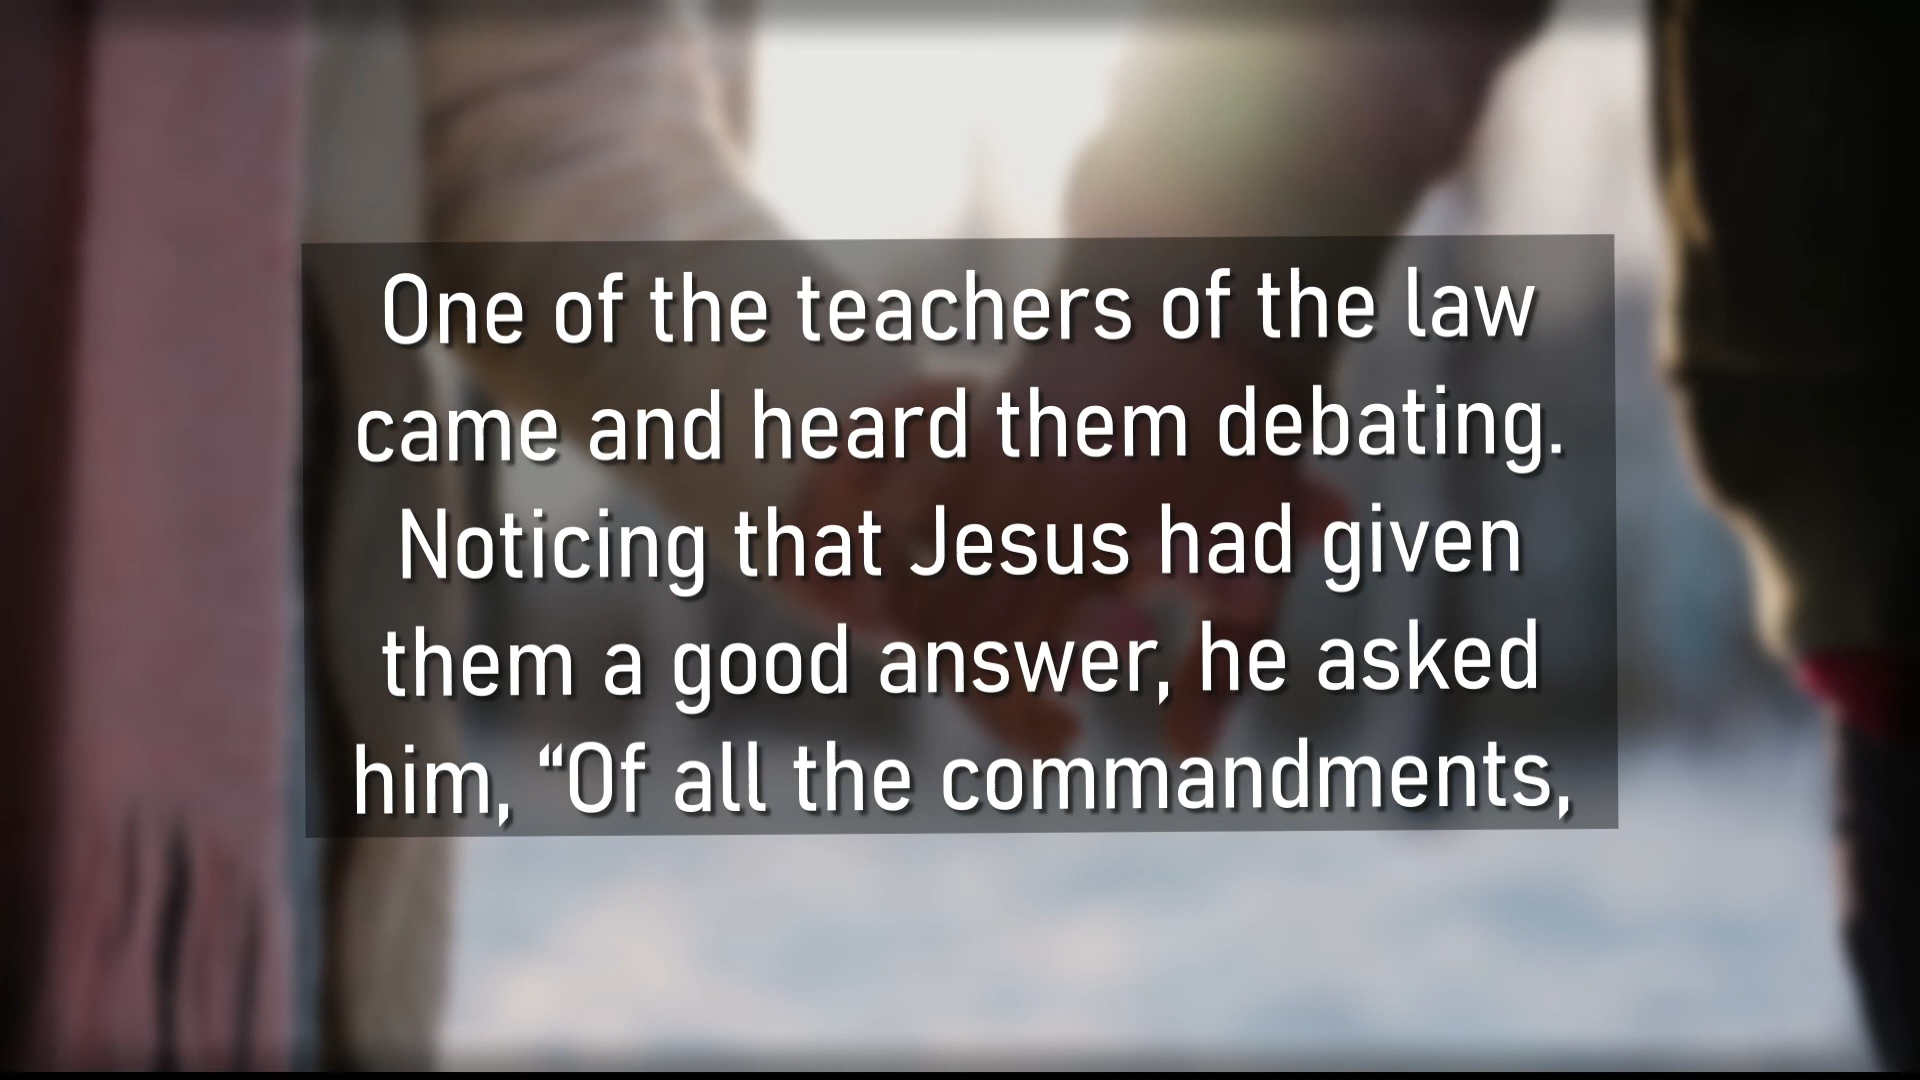 One of the teachers of the law
came and heard them debating.
Noticing that Jesus had given
them a good answer, he asked
him, “Of all the commandments,